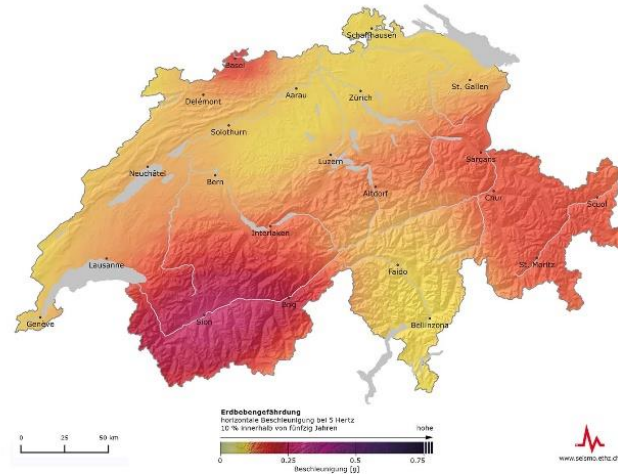 Schaffhausen
Basel
St. Gallen
Delémont
Aarau
Zürich
Solothurn
Neuchâtel
Luzern
Sargans
Bern
Altdorf
Chur
Scuol
Interlaken
Lausanne
Faido
St. Moritz
Brig
Genève
Sion
Bellinzona
Erdbebengefährdung
horizontale Beschleunigung bei 5 Hertz
10 % innerhalb von fünfzig Jahren
hohe
0 25 50 km
0 0.25 0.5 0.75
Beschleunigung [g]
www.seismo.ethz.ch